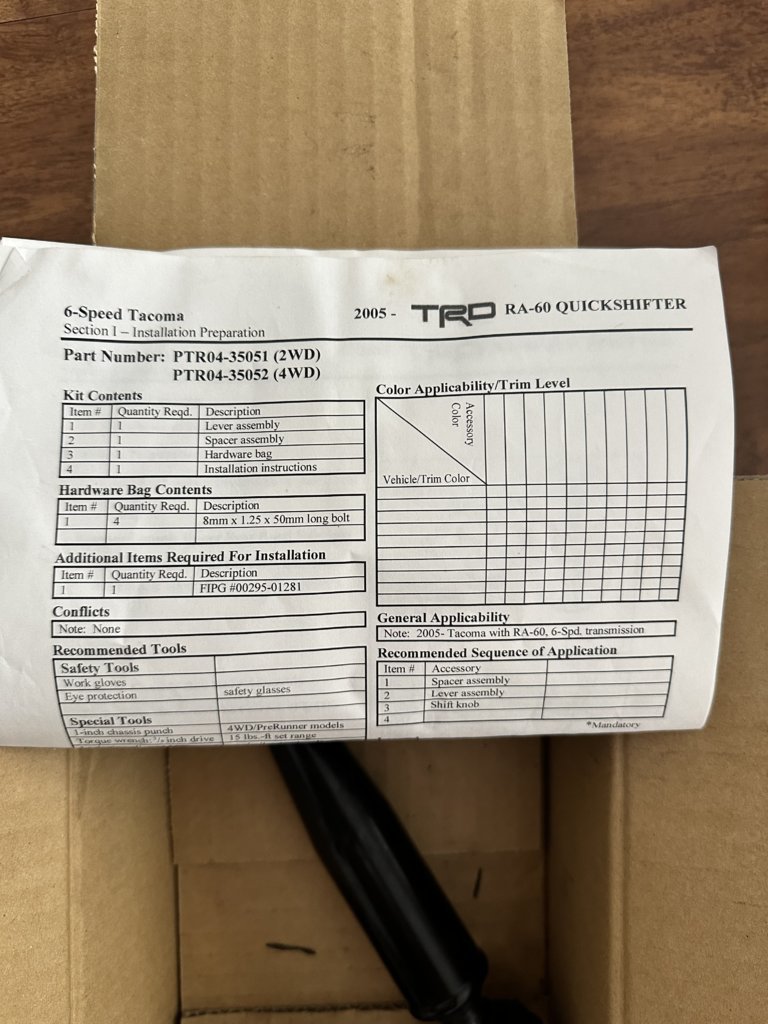 6-Speed Tacoma
2005 - TRD RA-60 QUICKSHIFTER
Section I – Installation Preparation
Part Number: PTR04-35051 (2WD)
PTR04-35052 (4WD)
Kit Contents
Item # Quantity Reqd. Description
1 1 Lever assembly
2 1 Spacer assembly
3 1 Hardware bag
4 1 Installation instructions
Hardware Bag Contents
Item # Quantity Reqd. Description
1 4 8mm x 1.25 x 50mm long bolt
Additional Items Required For Installation
Item # Quantity Reqd. Description
1 1 FIPG #00295-01281
Conflicts
Note: None
Recommended Tools
Safety Tools
Work gloves
Eye protection safety glasses
Special Tools
1-inch chassis punch 4WD/PreRunner models
Torque wrench: 3/8 inch drive 15 lbs.-ft set range
Color Applicability/Trim Level
Accessory
Color
Vehicle/Trim Color
General Applicability
Note: 2005- Tacoma with RA-60, 6-Spd. transmission
Recommended Sequence of Application
Item # Accessory
1 Spacer assembly
2 Lever assembly
3 Shift knob
4
*Mandatory